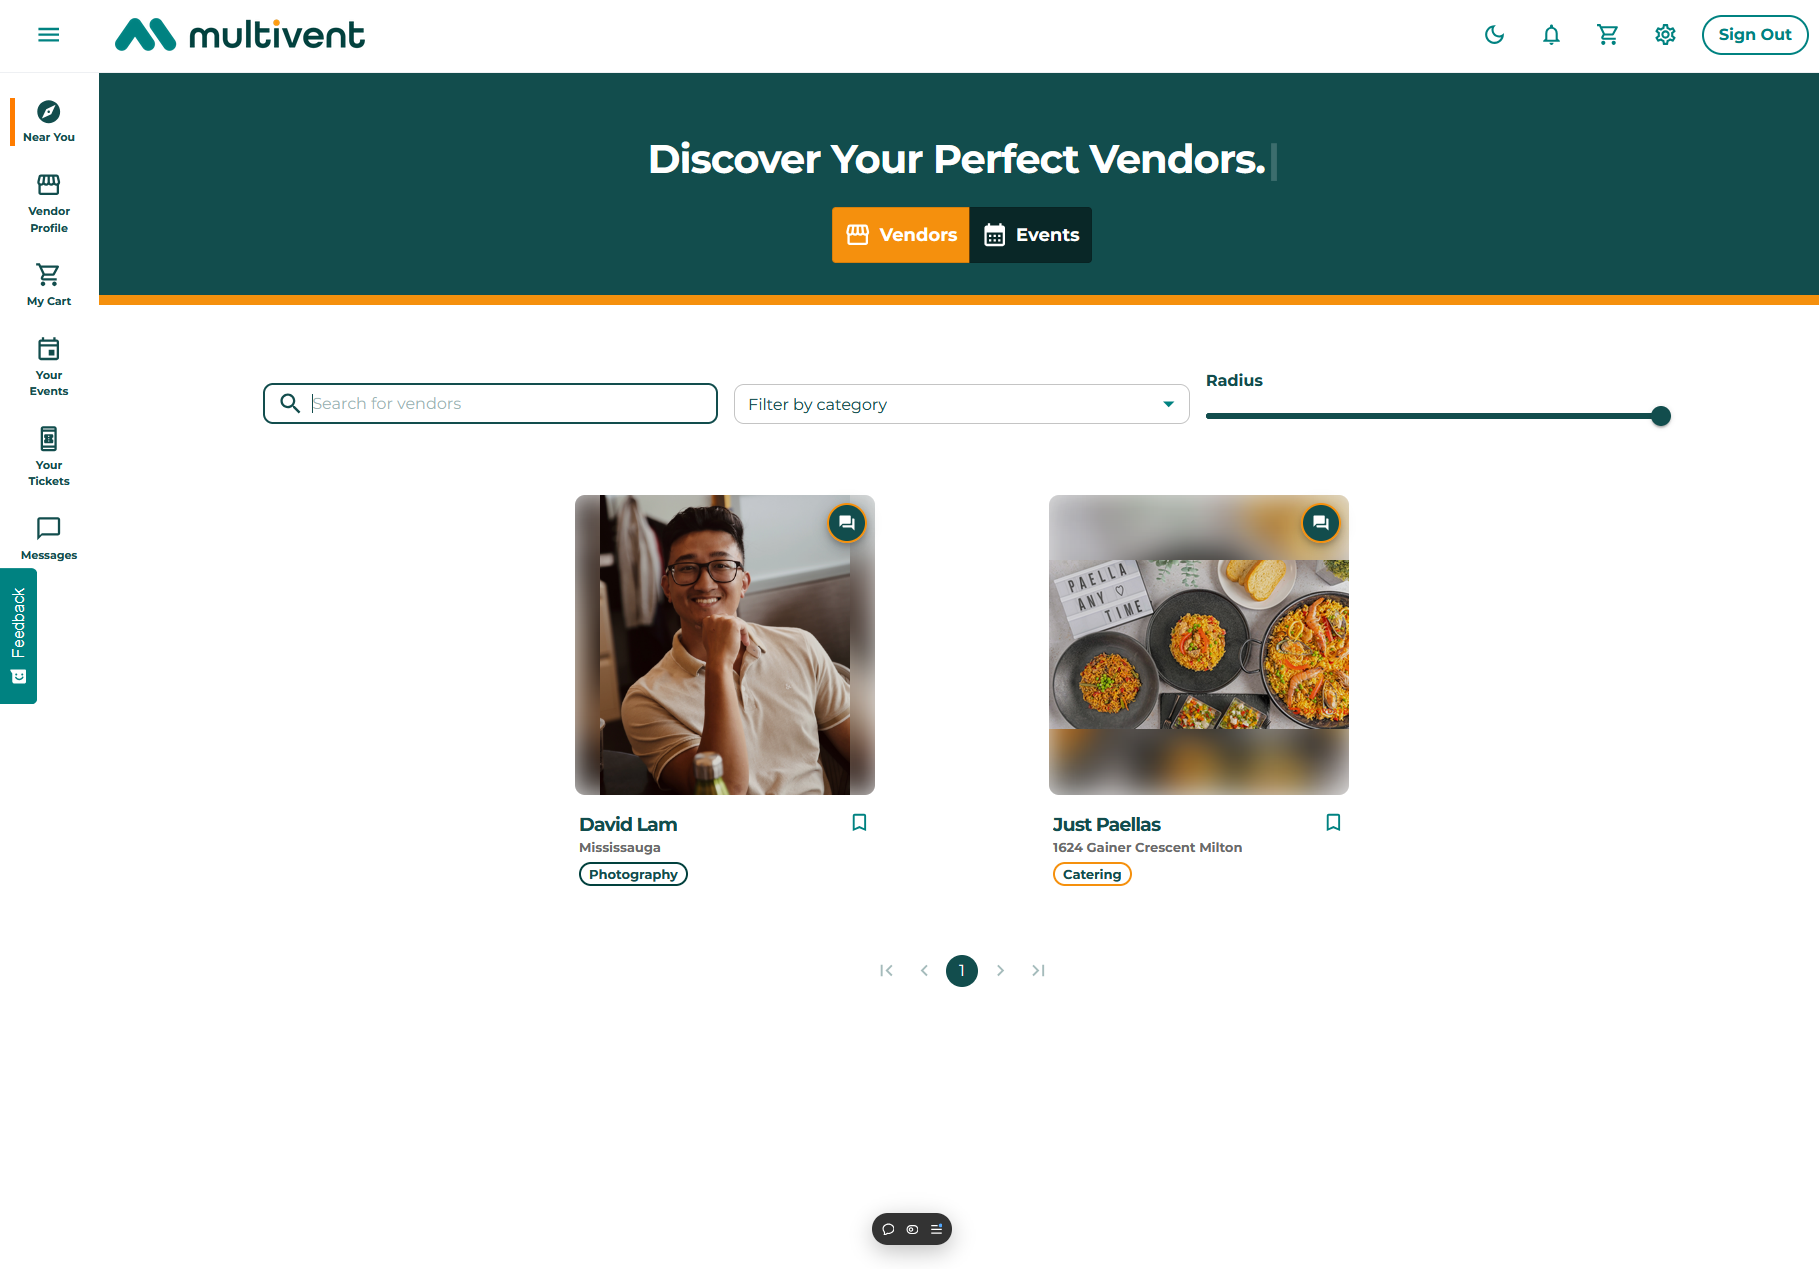 multivent
Sign Out
Near You
Vendor
Profile
My Cart
Your
Events
Your
Tickets
Messages
Feedback
Discover Your Perfect Vendors.
Vendors
Events
Search for vendors
Filter by category
Radius
PAELLA
ANY ♡
TIME
David Lam
Mississauga
Photography
Just Paellas
1624 Gainer Crescent Milton
Catering
1